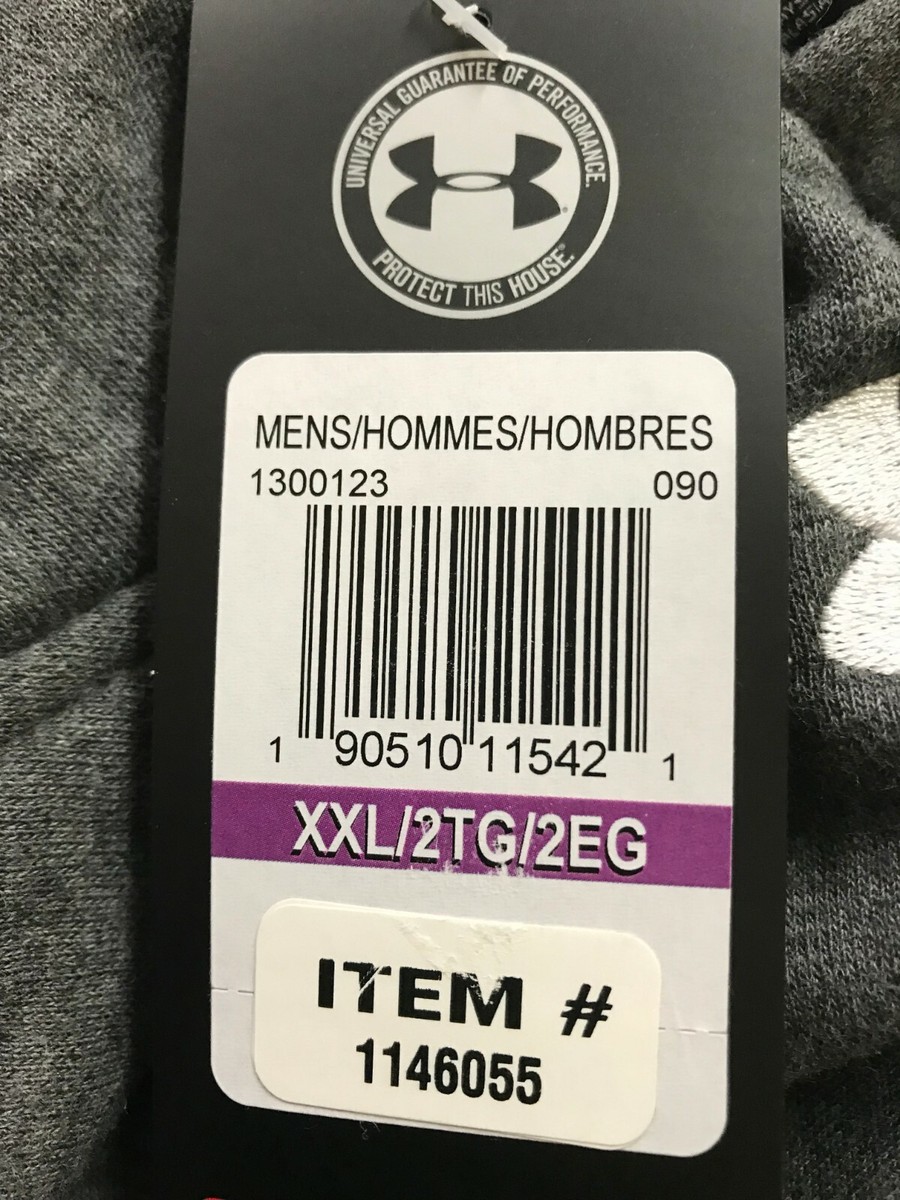 UNIVERSAL GUARANTEE OF PERFORMANCE.
PROTECT THIS HOUSE.®
MENS/HOMMES/HOMBRES
1300123 090
1 90510 11542 1
XXL/2TG/2EG
ITEM #
1146055